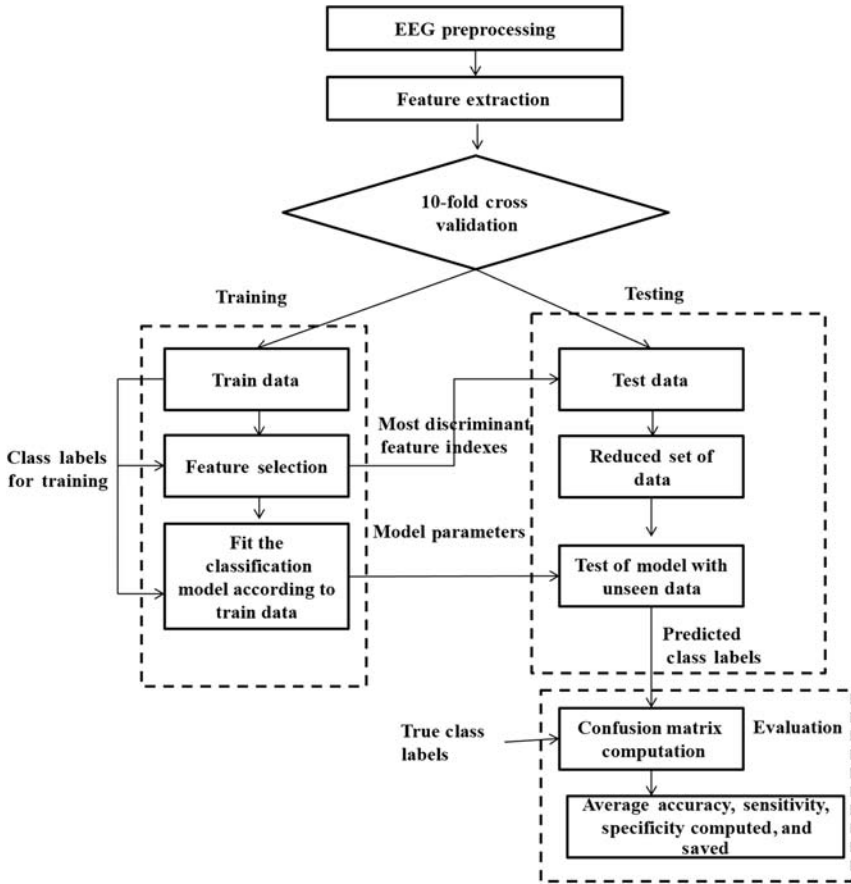 EEG preprocessing
Feature extraction
10-fold cross
validation
Training
Testing
Train data
Test data
Most discriminant
feature indexes
Class labels
for training
Feature selection
Reduced set of
data
Fit the
classification
model according to
train data
Model parameters
Test of model with
unseen data
Predicted
class labels
True class
labels
Confusion matrix
computation
Evaluation
Average accuracy, sensitivity,
specificity computed, and
saved